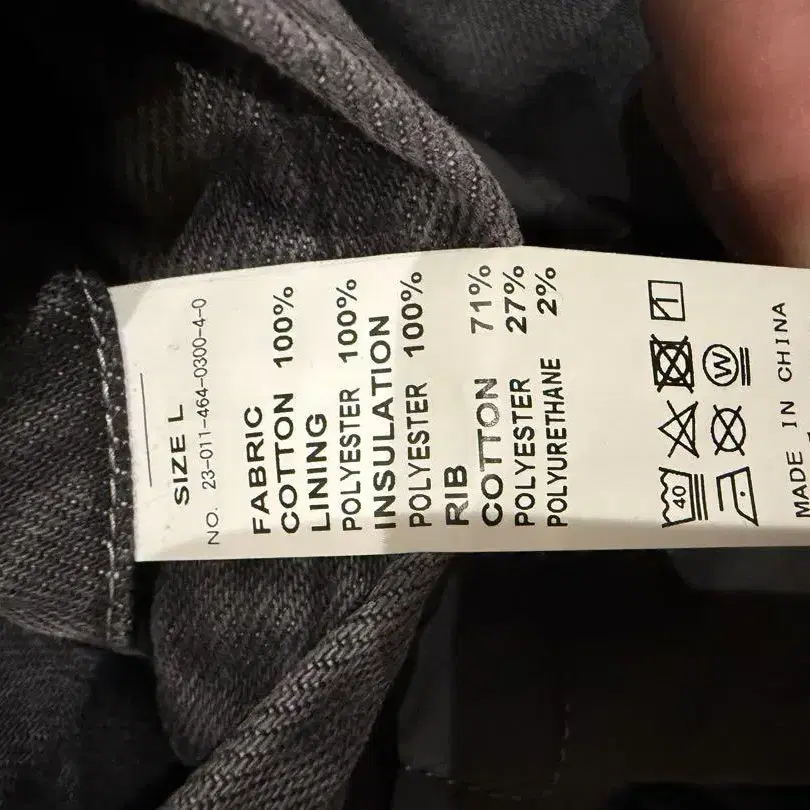 SIZE L
NO. 23-011-464-0300-4-0
FABRIC
COTTON 100%
LINING
POLYESTER 100%
INSULATION
POLYESTER 100%
RIB
COTTON 71%
POLYESTER 27%
POLYURETHANE 2%
40
W
MADE IN CHINA